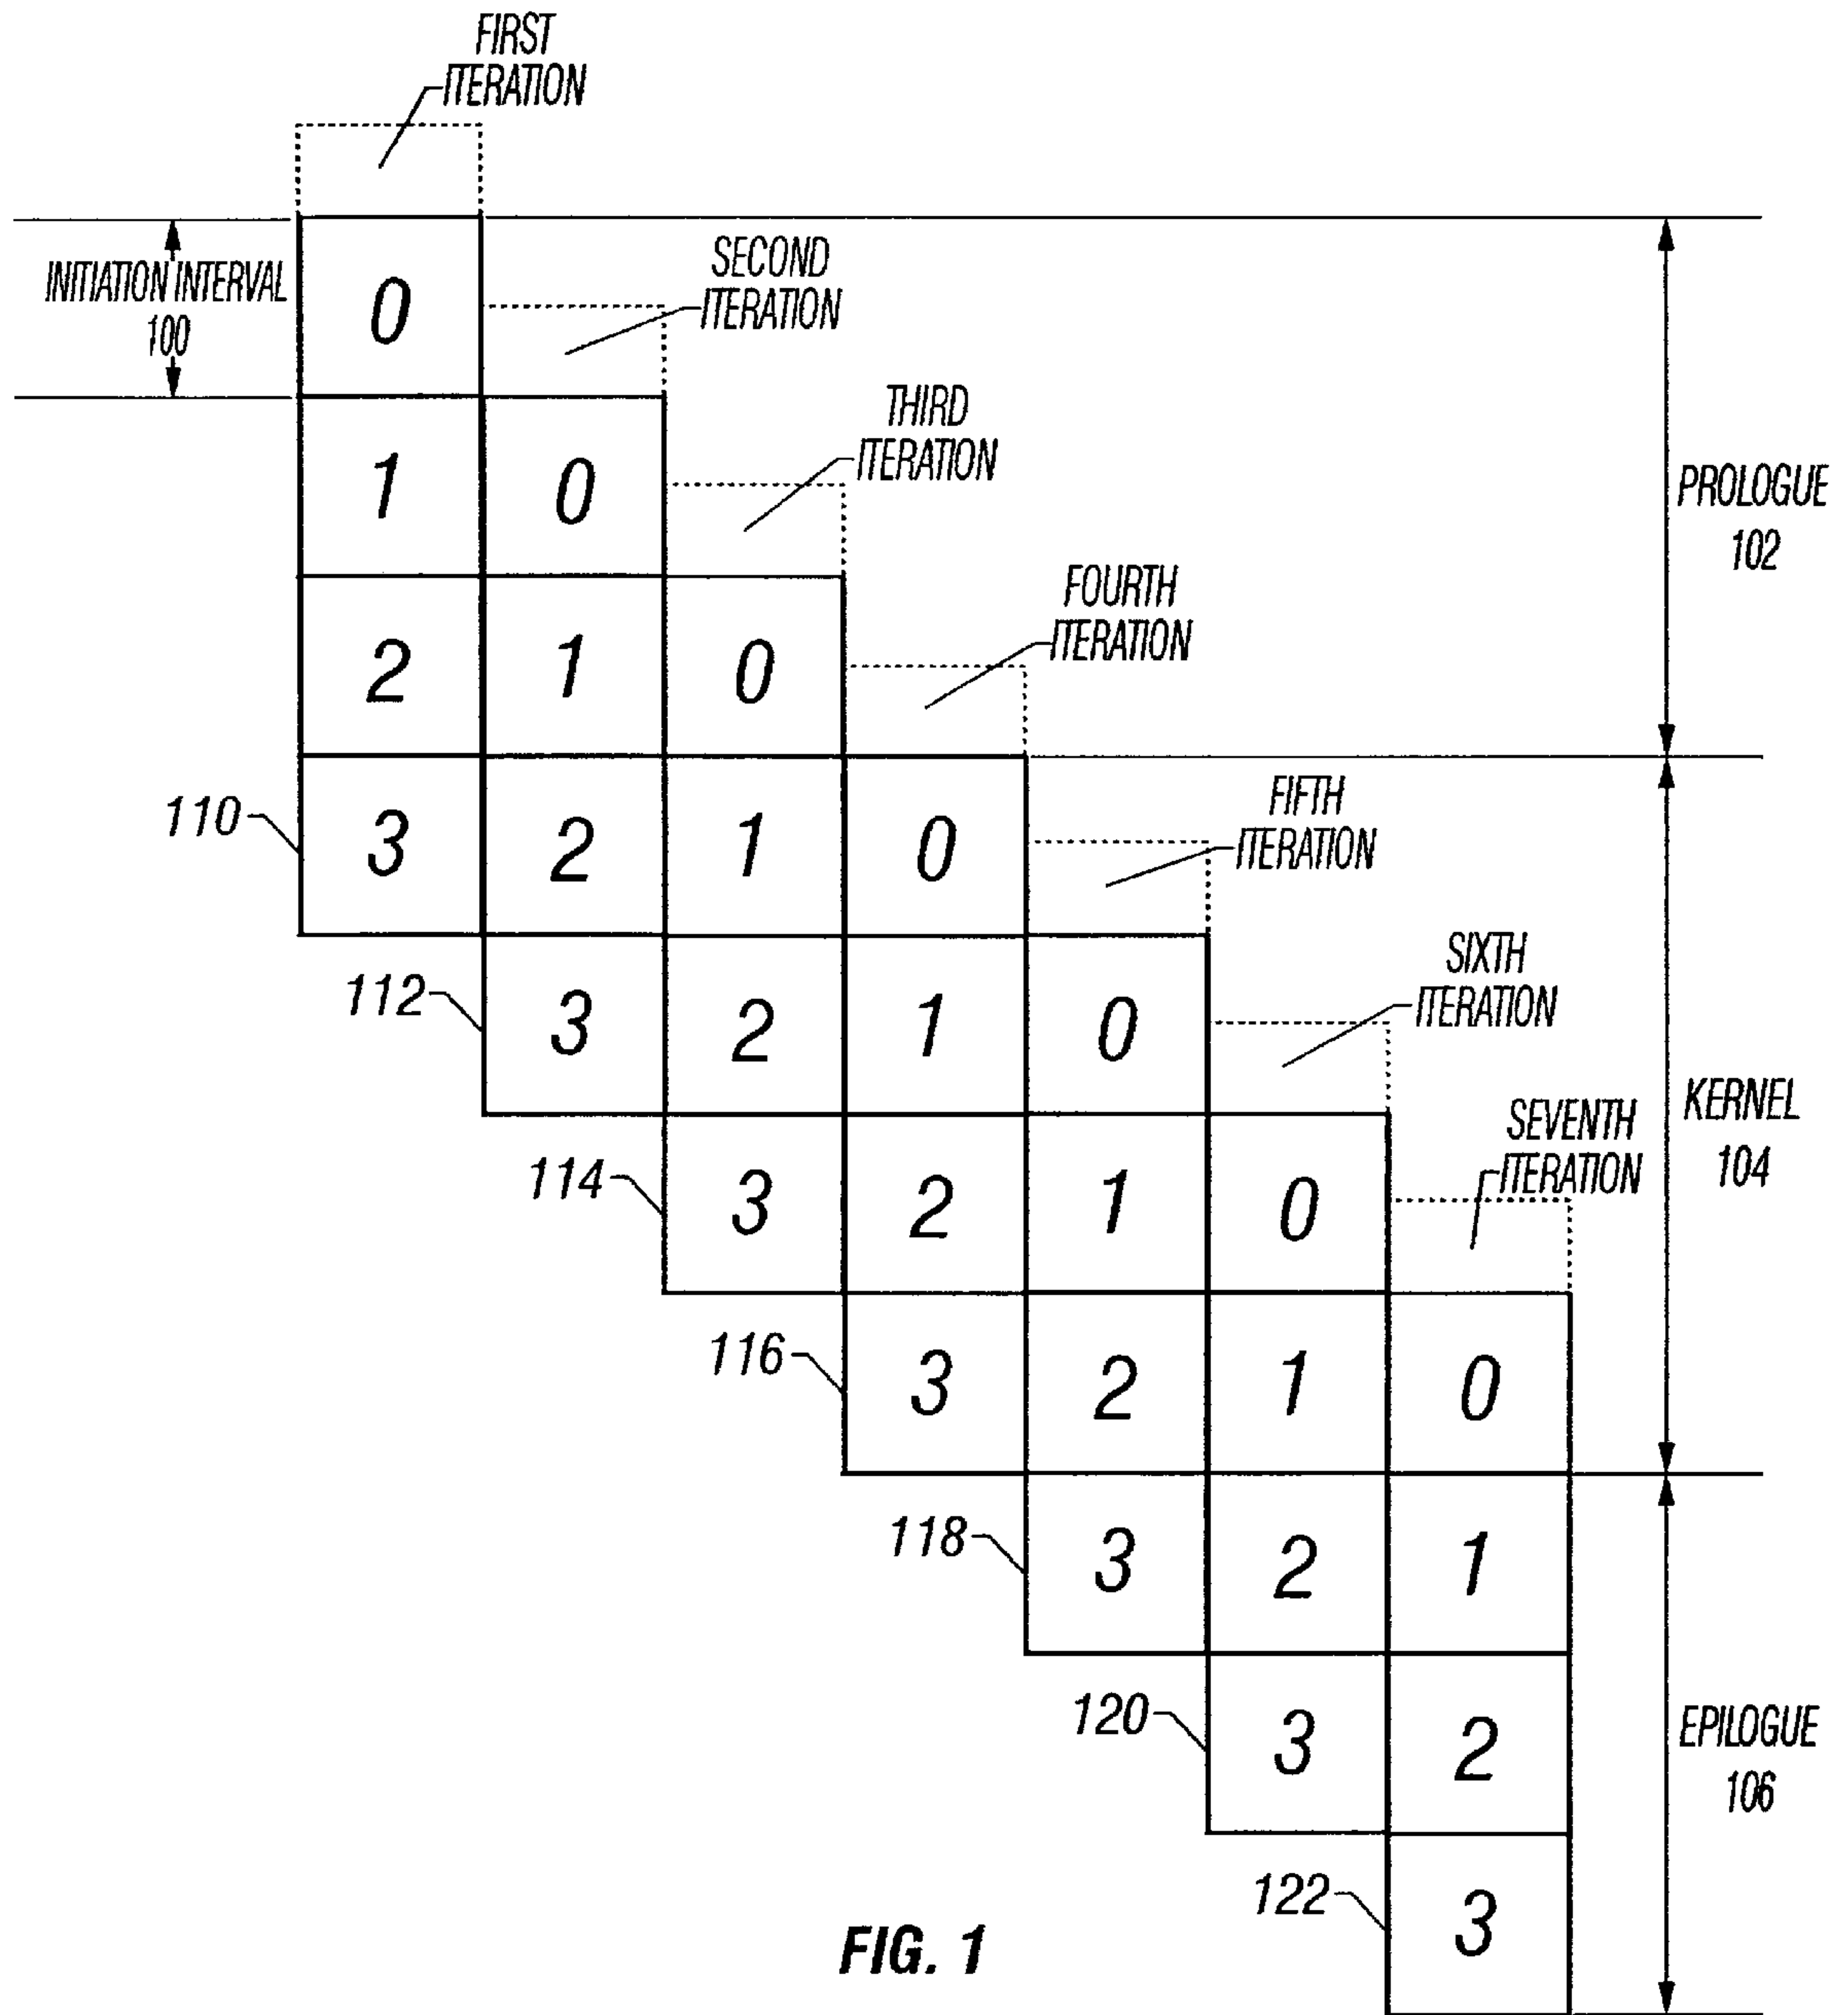 FIRST
ITERATION
INITIATION INTERVAL
100
0
SECOND
ITERATION
1 0
THIRD
ITERATION
PROLOGUE
102
2 1 0
FOURTH
ITERATION
110
3 2 1 0
FIFTH
ITERATION
112
3 2 1 0
SIXTH
ITERATION
KERNEL
104
114
3 2 1 0
SEVENTH
ITERATION
116
3 2 1 0
118
3 2 1
120
3 2
EPILOGUE
106
122
3
FIG. 1